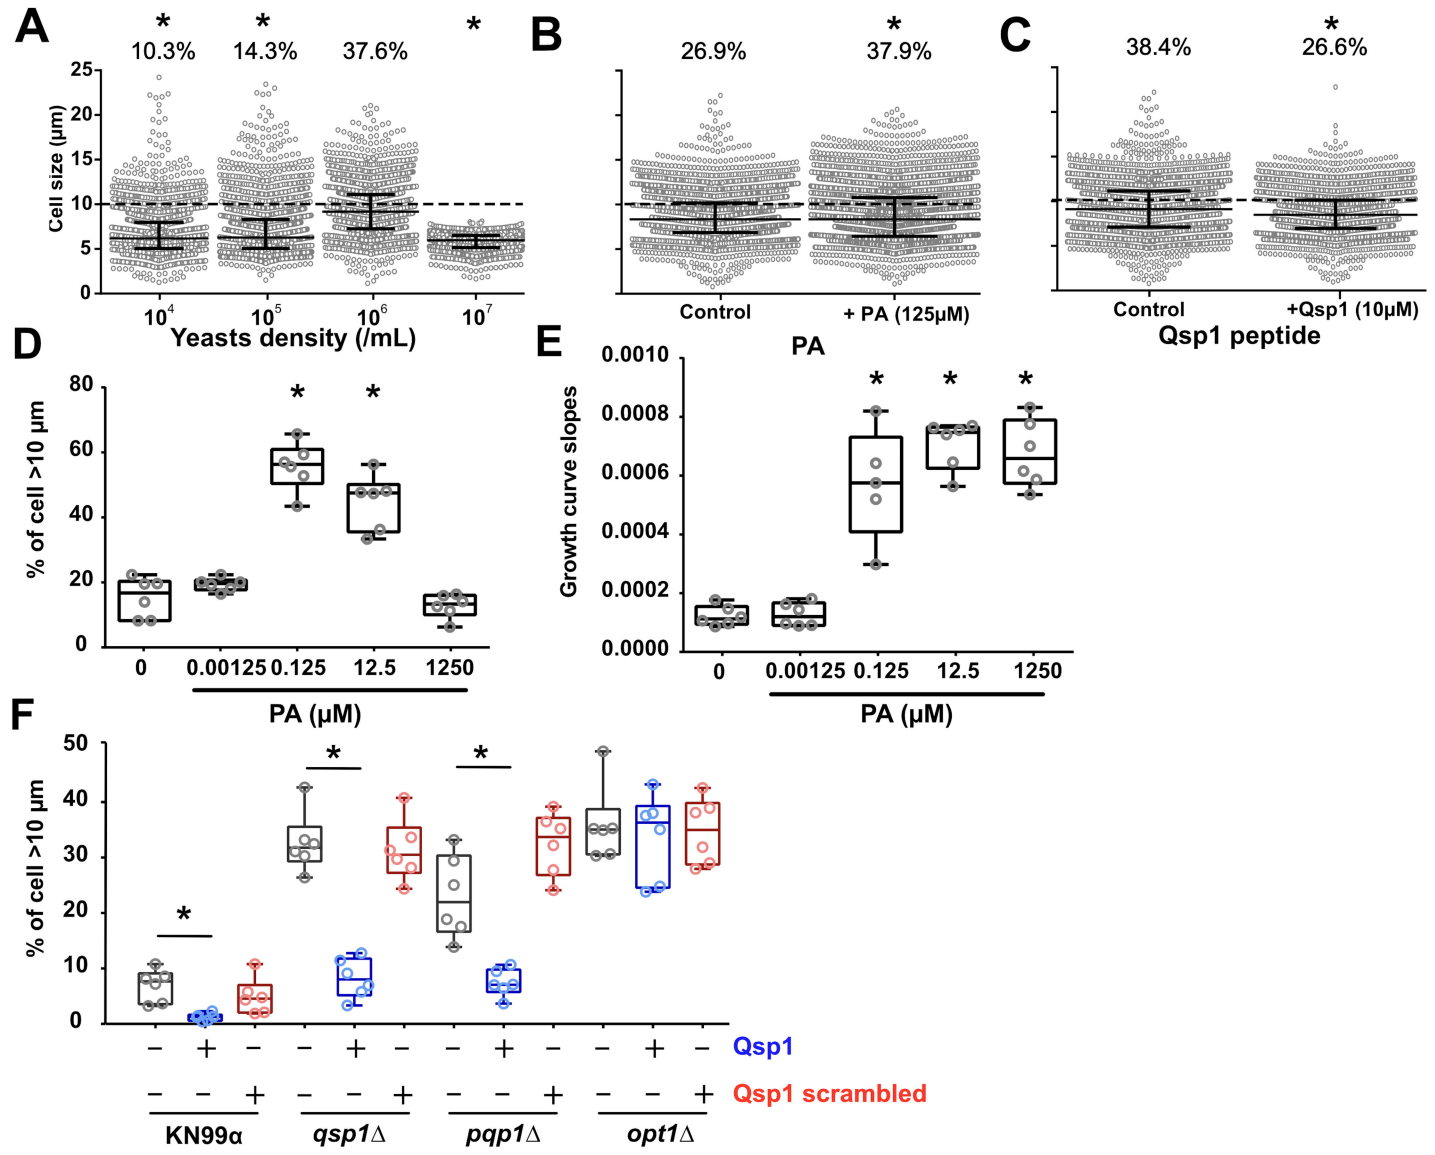 A
* * *
10.3% 14.3% 37.6%
Cell size (µm)
25
20
15
10
5
0
10⁴ 10⁵ 10⁶ 10⁷
Yeasts density (/mL)
B
*
26.9% 37.9%
Control + PA (125µM)
PA
C
*
38.4% 26.6%
Control +Qsp1 (10µM)
Qsp1 peptide
D
% of cell >10 µm
80
60
40
20
0
* *
0 0.00125 0.125 12.5 1250
PA (µM)
E
Growth curve slopes
0.0010
0.0008
0.0006
0.0004
0.0002
0.0000
* * *
0 0.00125 0.125 12.5 1250
PA (µM)
F
% of cell >10 µm
50
40
30
20
10
0
* * *
− + − − + − − + − − + − Qsp1
− − + − − + − − + − − + Qsp1 scrambled
KN99α qsp1Δ pqp1Δ opt1Δ